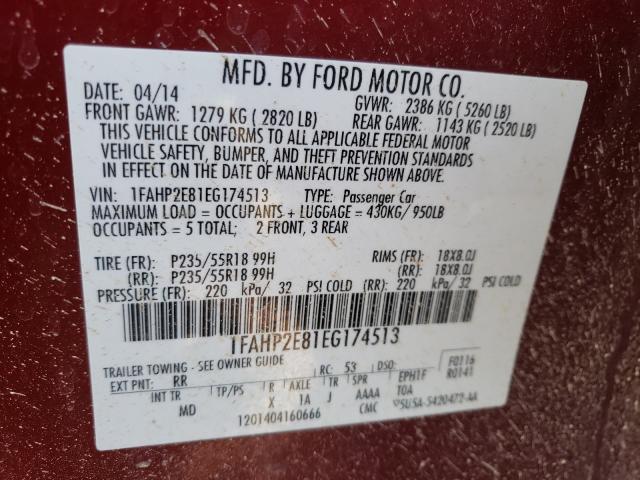 MFD. BY FORD MOTOR CO.
DATE: 04/14 GVWR: 2386 KG ( 5260 LB)
FRONT GAWR: 1279 KG ( 2820 LB) REAR GAWR: 1143 KG ( 2520 LB)
THIS VEHICLE CONFORMS TO ALL APPLICABLE FEDERAL MOTOR
VEHICLE SAFETY, BUMPER, AND THEFT PREVENTION STANDARDS
IN EFFECT ON THE DATE OF MANUFACTURE SHOWN ABOVE.
VIN: 1FAHP2E81EG174513 TYPE: Passenger Car
MAXIMUM LOAD = OCCUPANTS + LUGGAGE = 430KG/ 950LB
OCCUPANTS = 5 TOTAL; 2 FRONT, 3 REAR
TIRE (FR): P235/55R18 99H RIMS (FR): 18X8.0J
(RR): P235/55R18 99H (RR): 18X8.0J
PRESSURE (FR): 220 kPa/ 32 PSI COLD (RR): 220 kPa/ 32 PSI COLD
1FAHP2E81EG174513
TRAILER TOWING - SEE OWNER GUIDE RC: 53 DSO: F0116
EXT PNT: RR R0141
INT TR TP/PS R AXLE TR SPR EPH1F
MD X 1A J AAAA TOA
1201404160666 CMC 5U5A-5420472-AA